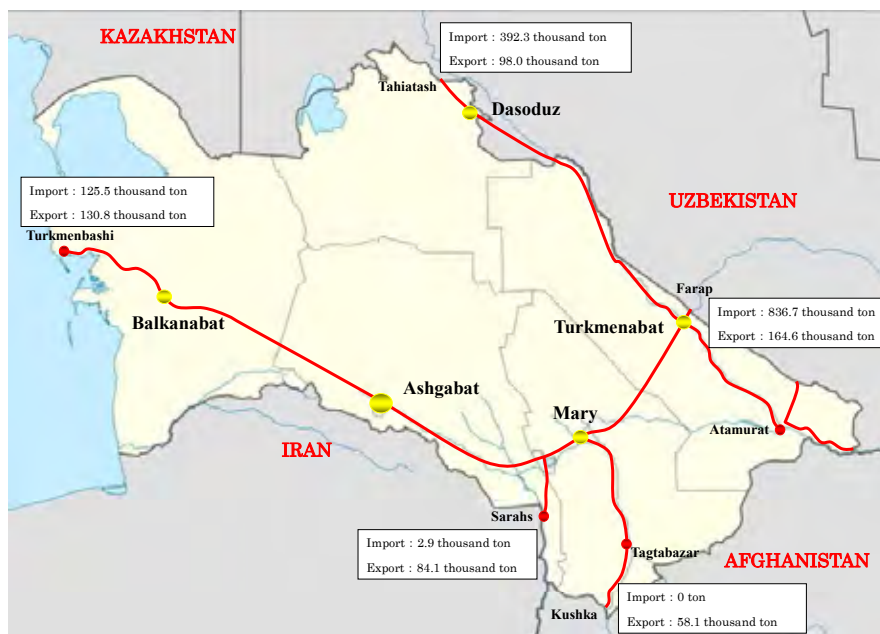 KAZAKHSTAN
Import : 392.3 thousand ton
Export : 98.0 thousand ton
Tahiatash
Dasoduz
Import : 125.5 thousand ton
Export : 130.8 thousand ton
Turkmenbashi
UZBEKISTAN
Farap
Import : 836.7 thousand ton
Export : 164.6 thousand ton
Balkanabat
Turkmenabat
Ashgabat
Mary
Atamurat
IRAN
Sarahs
Import : 2.9 thousand ton
Export : 84.1 thousand ton
Tagtabazar
AFGHANISTAN
Kushka
Import : 0 ton
Export : 58.1 thousand ton